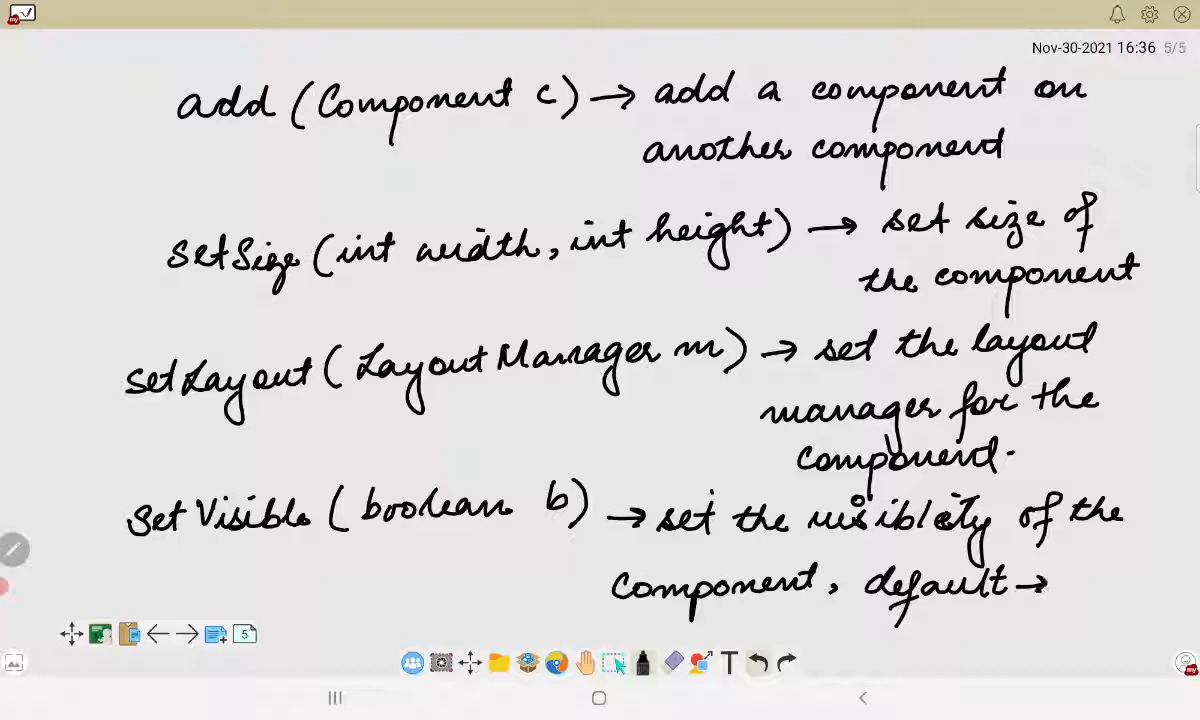 Nov-30-2021 16:36 5/5
add (Component c) → add a component on
another component
setSize (int width, int height) → set size of
the component
setLayout (LayoutManager m) → set the layout
manager for the
component.
setVisible (boolean b) → set the visiblity of the
component, default →
5
T